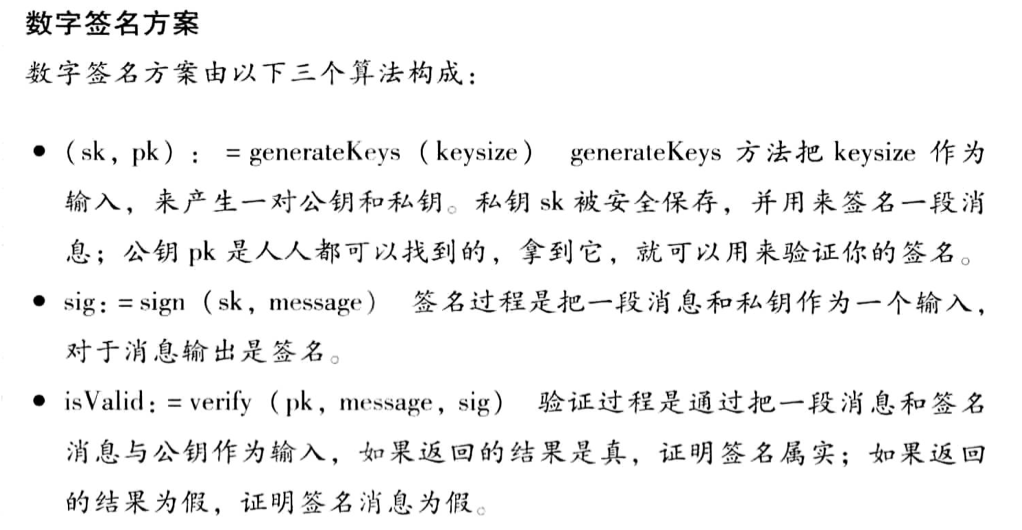 数字签名方案
数字签名方案由以下三个算法构成：
● （sk，pk）：＝generateKeys（keysize） generateKeys 方法把 keysize 作为
输入，来产生一对公钥和私钥。私钥 sk 被安全保存，并用来签名一段消
息；公钥 pk 是人人都可以找到的，拿到它，就可以用来验证你的签名。
● sig：＝sign（sk，message） 签名过程是把一段消息和私钥作为一个输入，
对于消息输出是签名。
● isValid：＝verify（pk，message，sig） 验证过程是通过把一段消息和签名
消息与公钥作为输入，如果返回的结果是真，证明签名属实；如果返回
的结果为假，证明签名消息为假。